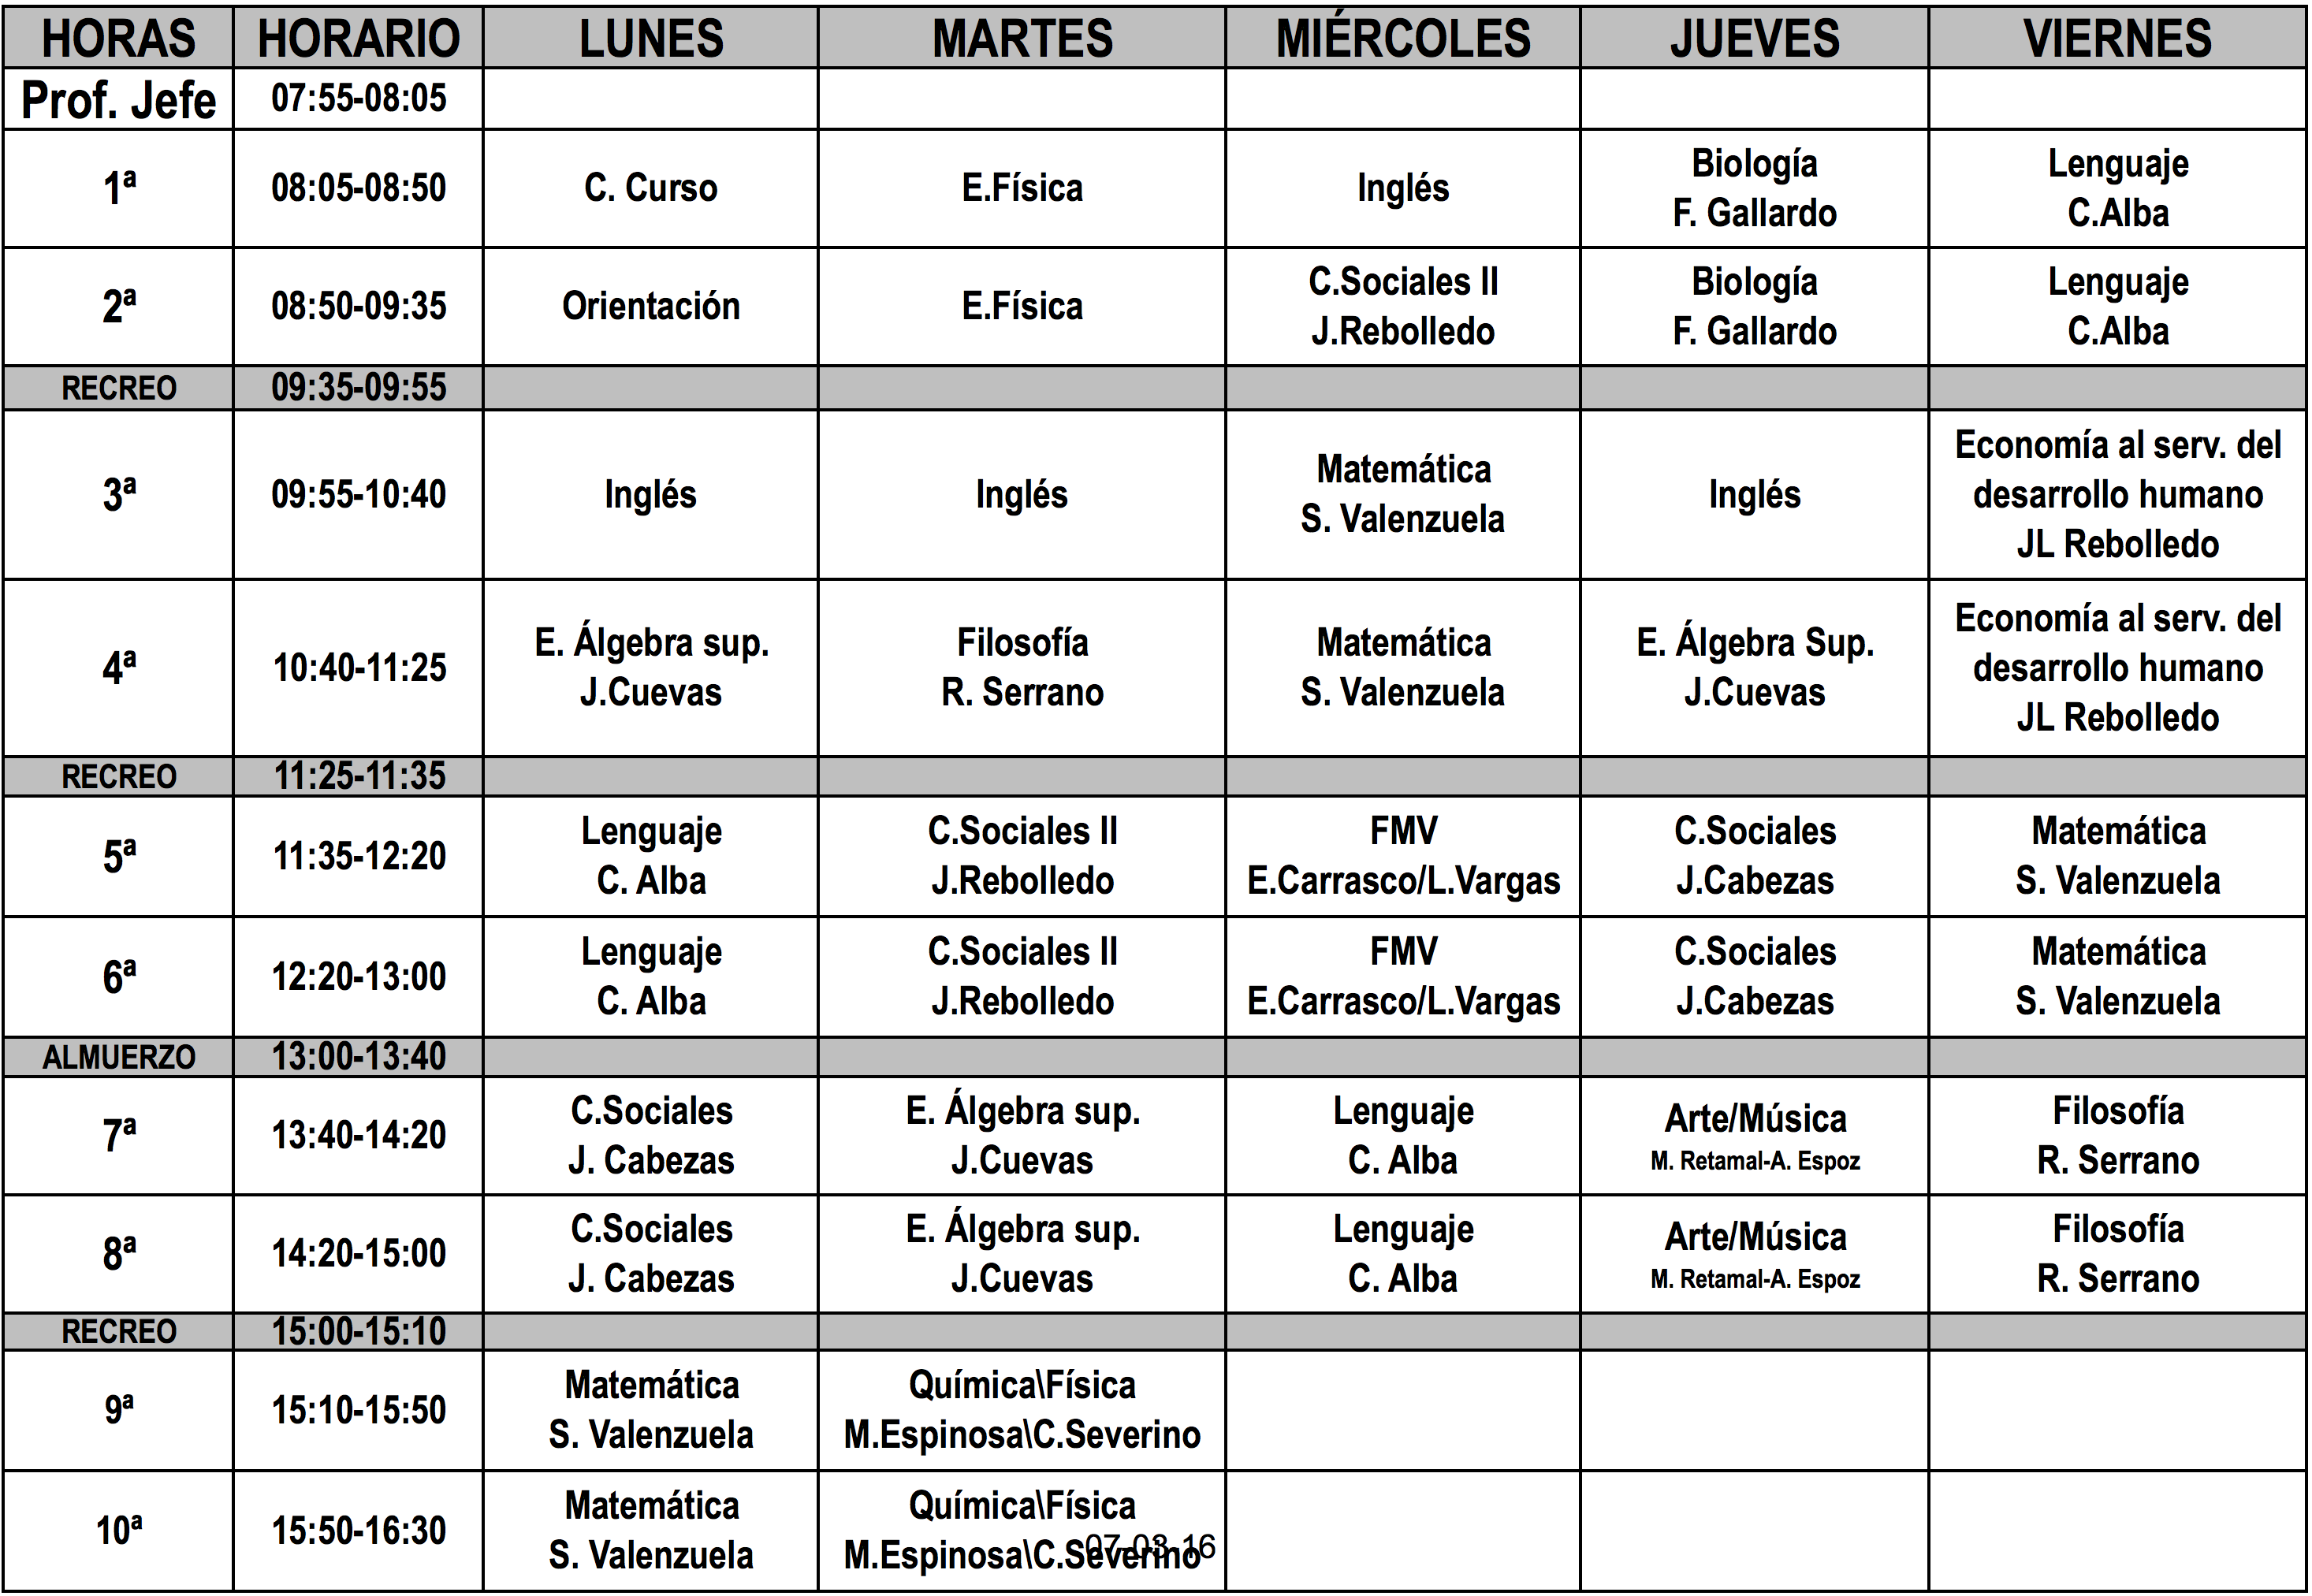 HORAS HORARIO LUNES MARTES MIÉRCOLES JUEVES VIERNES
Prof. Jefe 07:55-08:05
1ª 08:05-08:50 C. Curso E.Física Inglés Biología F. Gallardo Lenguaje C.Alba
2ª 08:50-09:35 Orientación E.Física C.Sociales II J.Rebolledo Biología F. Gallardo Lenguaje C.Alba
RECREO 09:35-09:55
3ª 09:55-10:40 Inglés Inglés Matemática S. Valenzuela Inglés Economía al serv. del desarrollo humano JL Rebolledo
4ª 10:40-11:25 E. Álgebra sup. J.Cuevas Filosofía R. Serrano Matemática S. Valenzuela E. Álgebra Sup. J.Cuevas Economía al serv. del desarrollo humano JL Rebolledo
RECREO 11:25-11:35
5ª 11:35-12:20 Lenguaje C. Alba C.Sociales II J.Rebolledo FMV E.Carrasco/L.Vargas C.Sociales J.Cabezas Matemática S. Valenzuela
6ª 12:20-13:00 Lenguaje C. Alba C.Sociales II J.Rebolledo FMV E.Carrasco/L.Vargas C.Sociales J.Cabezas Matemática S. Valenzuela
ALMUERZO 13:00-13:40
7ª 13:40-14:20 C.Sociales J. Cabezas E. Álgebra sup. J.Cuevas Lenguaje C. Alba Arte/Música M. Retamal-A. Espoz Filosofía R. Serrano
8ª 14:20-15:00 C.Sociales J. Cabezas E. Álgebra sup. J.Cuevas Lenguaje C. Alba Arte/Música M. Retamal-A. Espoz Filosofía R. Serrano
RECREO 15:00-15:10
9ª 15:10-15:50 Matemática S. Valenzuela Química\Física M.Espinosa\C.Severino
10ª 15:50-16:30 Matemática S. Valenzuela Química\Física M.Espinosa\C.Severino
07-03-16